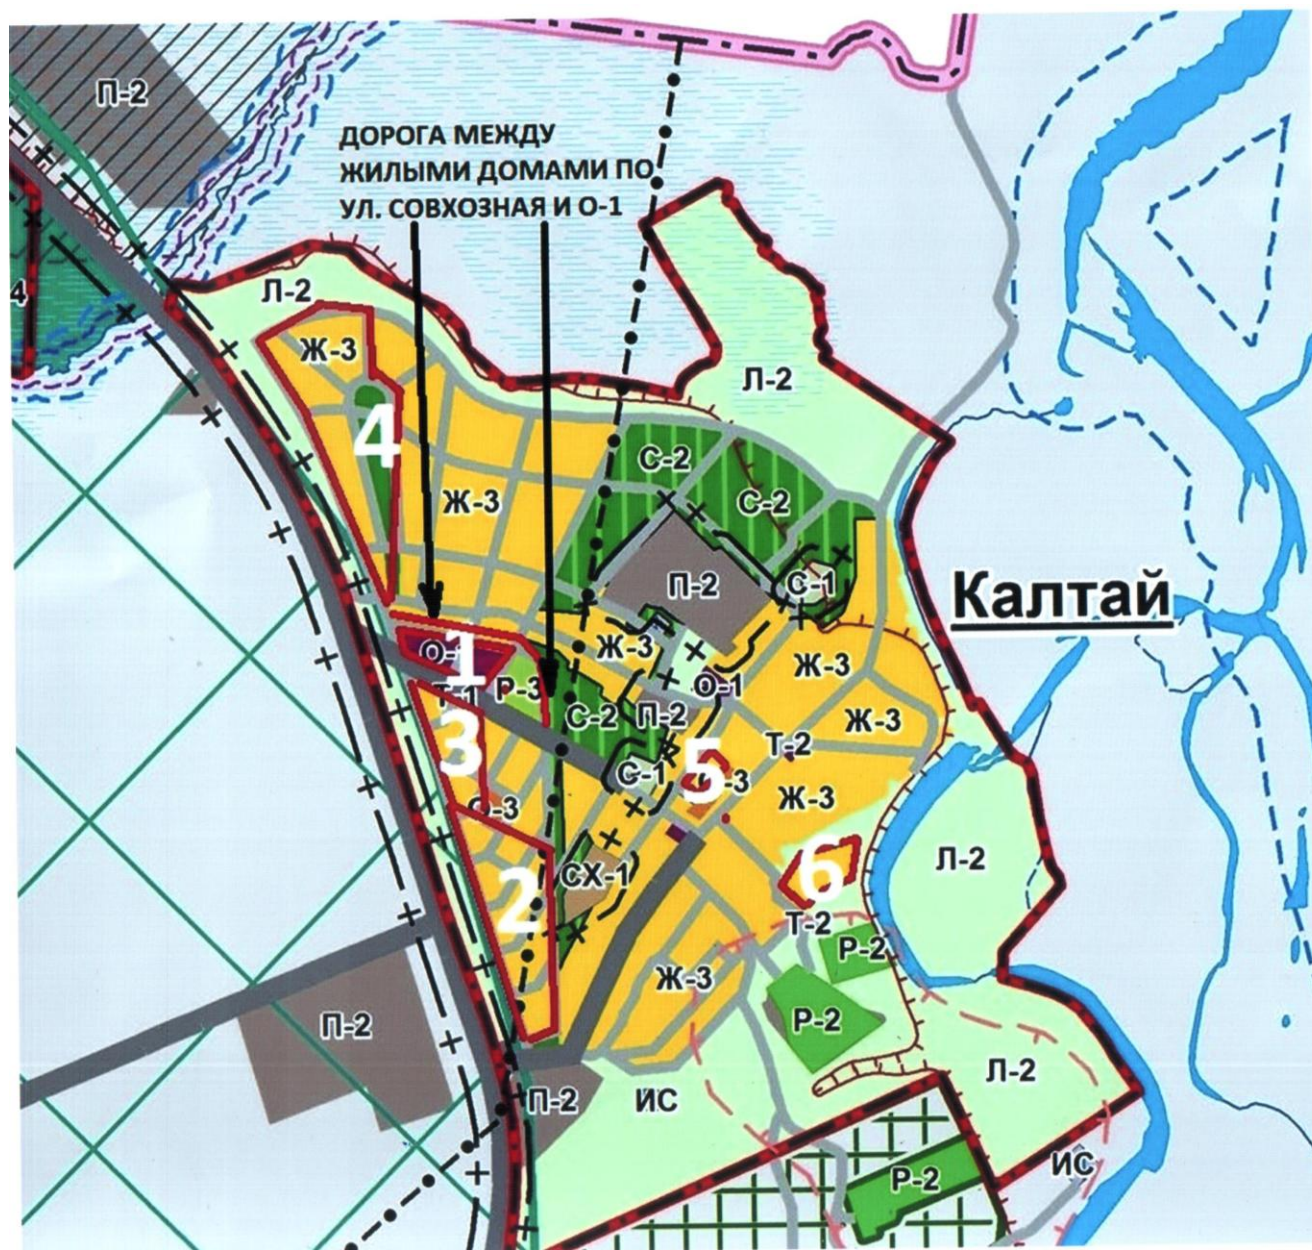 П-2
ДОРОГА МЕЖДУ
ЖИЛЫМИ ДОМАМИ ПО
УЛ. СОВХОЗНАЯ И О-1
4
Л-2
Ж-3
Л-2
4
С-2
Ж-3
С-2
П-2
С-1
Калтай
О-1
1
Ж-3
Ж-3
Т-1
Р-3
О-1
С-2
П-2
Ж-3
3
Т-2
5
С-1
-3
Ж-3
О-3
6
Л-2
СХ-1
2
Т-2
Р-2
Ж-3
П-2
Р-2
Л-2
П-2
ИС
ИС
Р-2